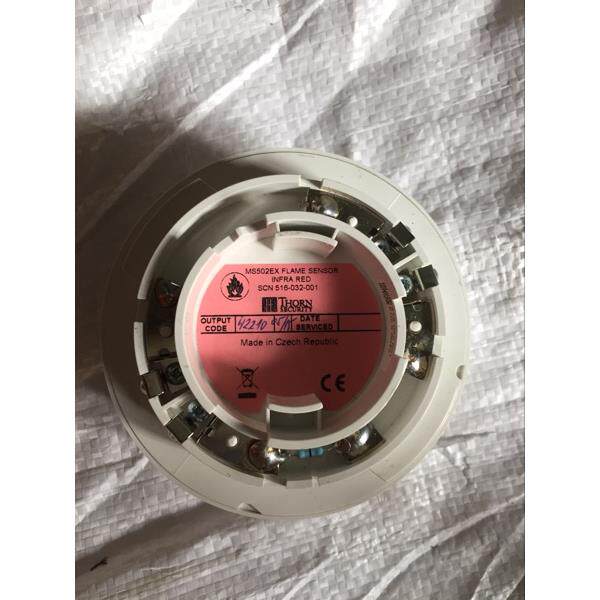 MS502EX FLAME SENSOR
INFRA RED
SCN 516-032-001
THORN
SECURITY
OUTPUT CODE 42210 DATE SERVICED
Made in Czech Republic
CE